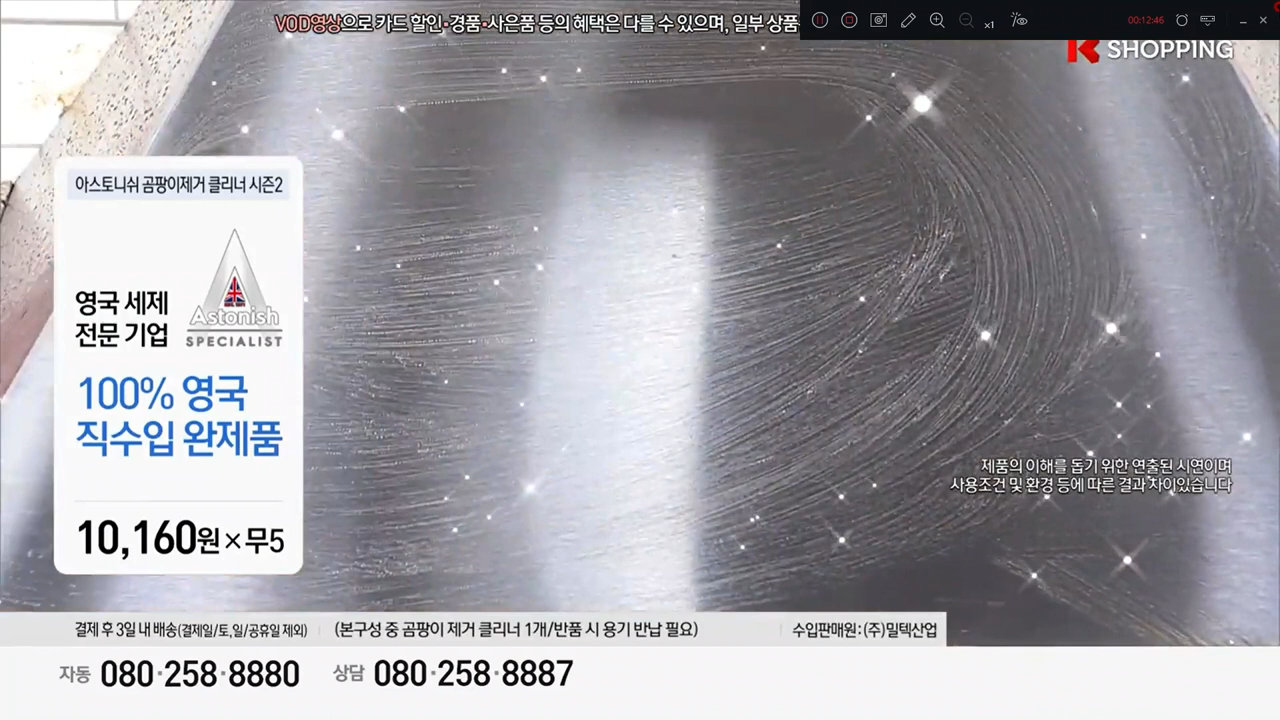 VOD영상으로 카드 할인·경품·사은품 등의 혜택은 다를 수 있으며, 일부 상품
x1
00:12:46
K SHOPPING
아스토니쉬 곰팡이제거 클리너 시즌2
영국 세제
전문 기업
Astonish
SPECIALIST
100% 영국
직수입 완제품
10,160원×무5
제품의 이해를 돕기 위한 연출된 시연이며
사용조건 및 환경 등에 따른 결과 차이있습니다
결제 후 3일 내 배송(결제일/토,일/공휴일 제외)
(본구성 중 곰팡이 제거 클리너 1개/반품 시 용기 반납 필요)
수입판매원: (주)밀텍산업
자동 080·258·8880 상담 080·258·8887